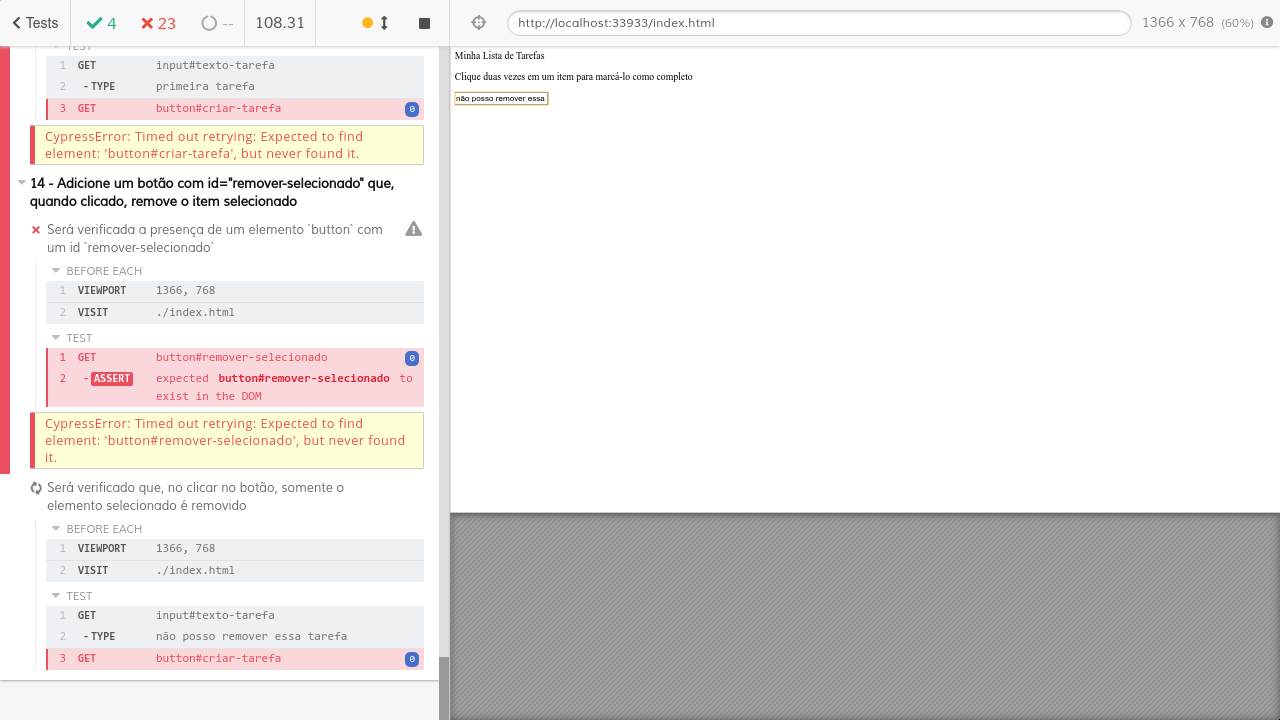 Tests
4
23
--
108.31
http://localhost:33933/index.html
1366 x 768 (60%)
TEST
1 GET input#texto-tarefa
2 - TYPE primeira tarefa
3 GET button#criar-tarefa 0
CypressError: Timed out retrying: Expected to find
element: 'button#criar-tarefa', but never found it.
14 - Adicione um botão com id="remover-selecionado" que,
quando clicado, remove o item selecionado
Será verificada a presença de um elemento `button` com
um id `remover-selecionado`
BEFORE EACH
1 VIEWPORT 1366, 768
2 VISIT ./index.html
TEST
1 GET button#remover-selecionado 0
2 - ASSERT expected button#remover-selecionado to
exist in the DOM
CypressError: Timed out retrying: Expected to find
element: 'button#remover-selecionado', but never found
it.
Será verificado que, no clicar no botão, somente o
elemento selecionado é removido
BEFORE EACH
1 VIEWPORT 1366, 768
2 VISIT ./index.html
TEST
1 GET input#texto-tarefa
2 - TYPE não posso remover essa tarefa
3 GET button#criar-tarefa 0
Minha Lista de Tarefas
Clique duas vezes em um item para marcá-lo como completo
não posso remover essa